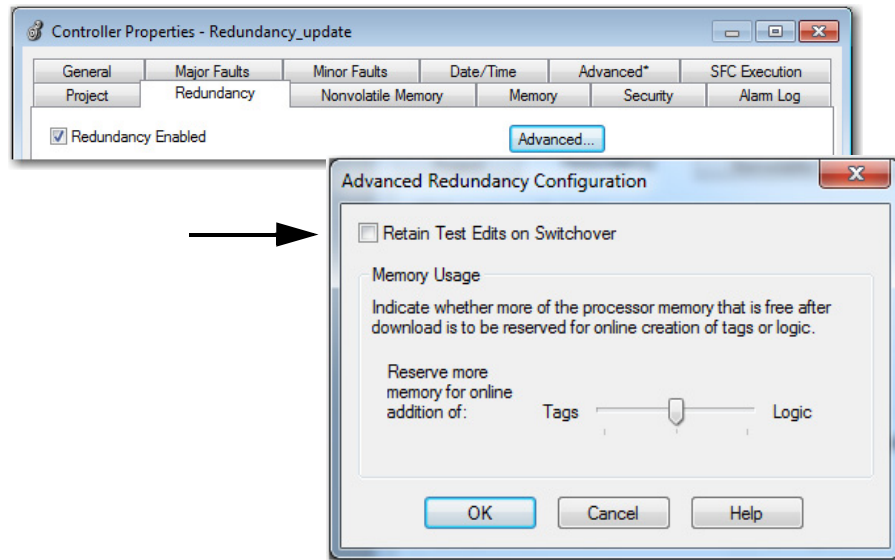 Controller Properties - Redundancy_update
General Major Faults Minor Faults Date/Time Advanced* SFC Execution
Project Redundancy Nonvolatile Memory Memory Security Alarm Log
Redundancy Enabled Advanced...
Advanced Redundancy Configuration
Retain Test Edits on Switchover
Memory Usage
Indicate whether more of the processor memory that is free after
download is to be reserved for online creation of tags or logic.
Reserve more
memory for online
addition of: Tags Logic
OK Cancel Help